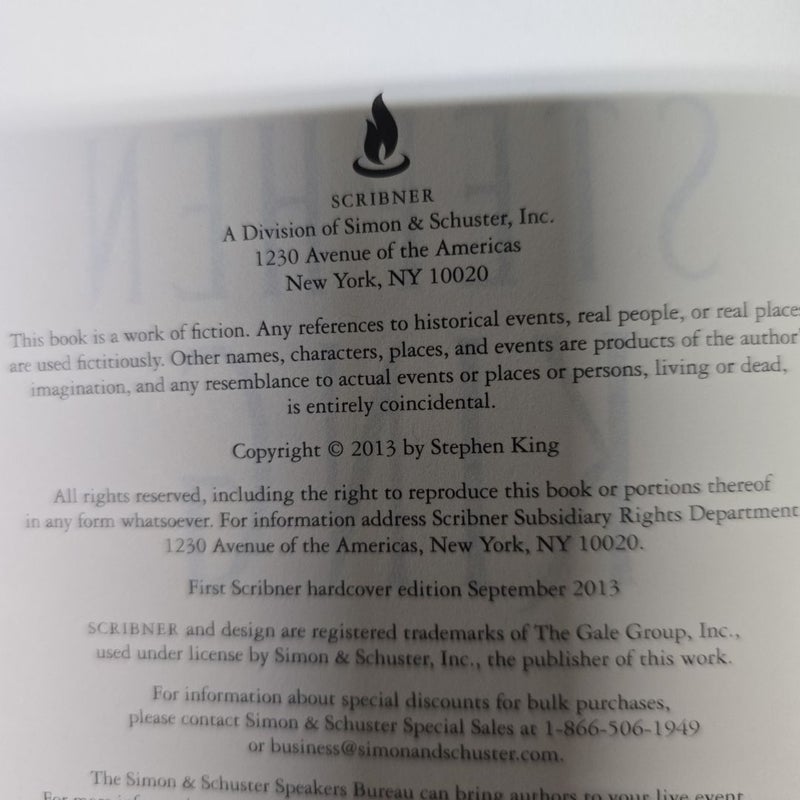 SCRIBNER
A Division of Simon & Schuster, Inc.
1230 Avenue of the Americas
New York, NY 10020
This book is a work of fiction. Any references to historical events, real people, or real places
are used fictitiously. Other names, characters, places, and events are products of the author'
imagination, and any resemblance to actual events or places or persons, living or dead,
is entirely coincidental.
Copyright © 2013 by Stephen King
All rights reserved, including the right to reproduce this book or portions thereof
in any form whatsoever. For information address Scribner Subsidiary Rights Department
1230 Avenue of the Americas, New York, NY 10020.
First Scribner hardcover edition September 2013
SCRIBNER and design are registered trademarks of The Gale Group, Inc.,
used under license by Simon & Schuster, Inc., the publisher of this work.
For information about special discounts for bulk purchases,
please contact Simon & Schuster Special Sales at 1-866-506-1949
or business@simonandschuster.com.
The Simon & Schuster Speakers Bureau can bring authors to your live event
For more